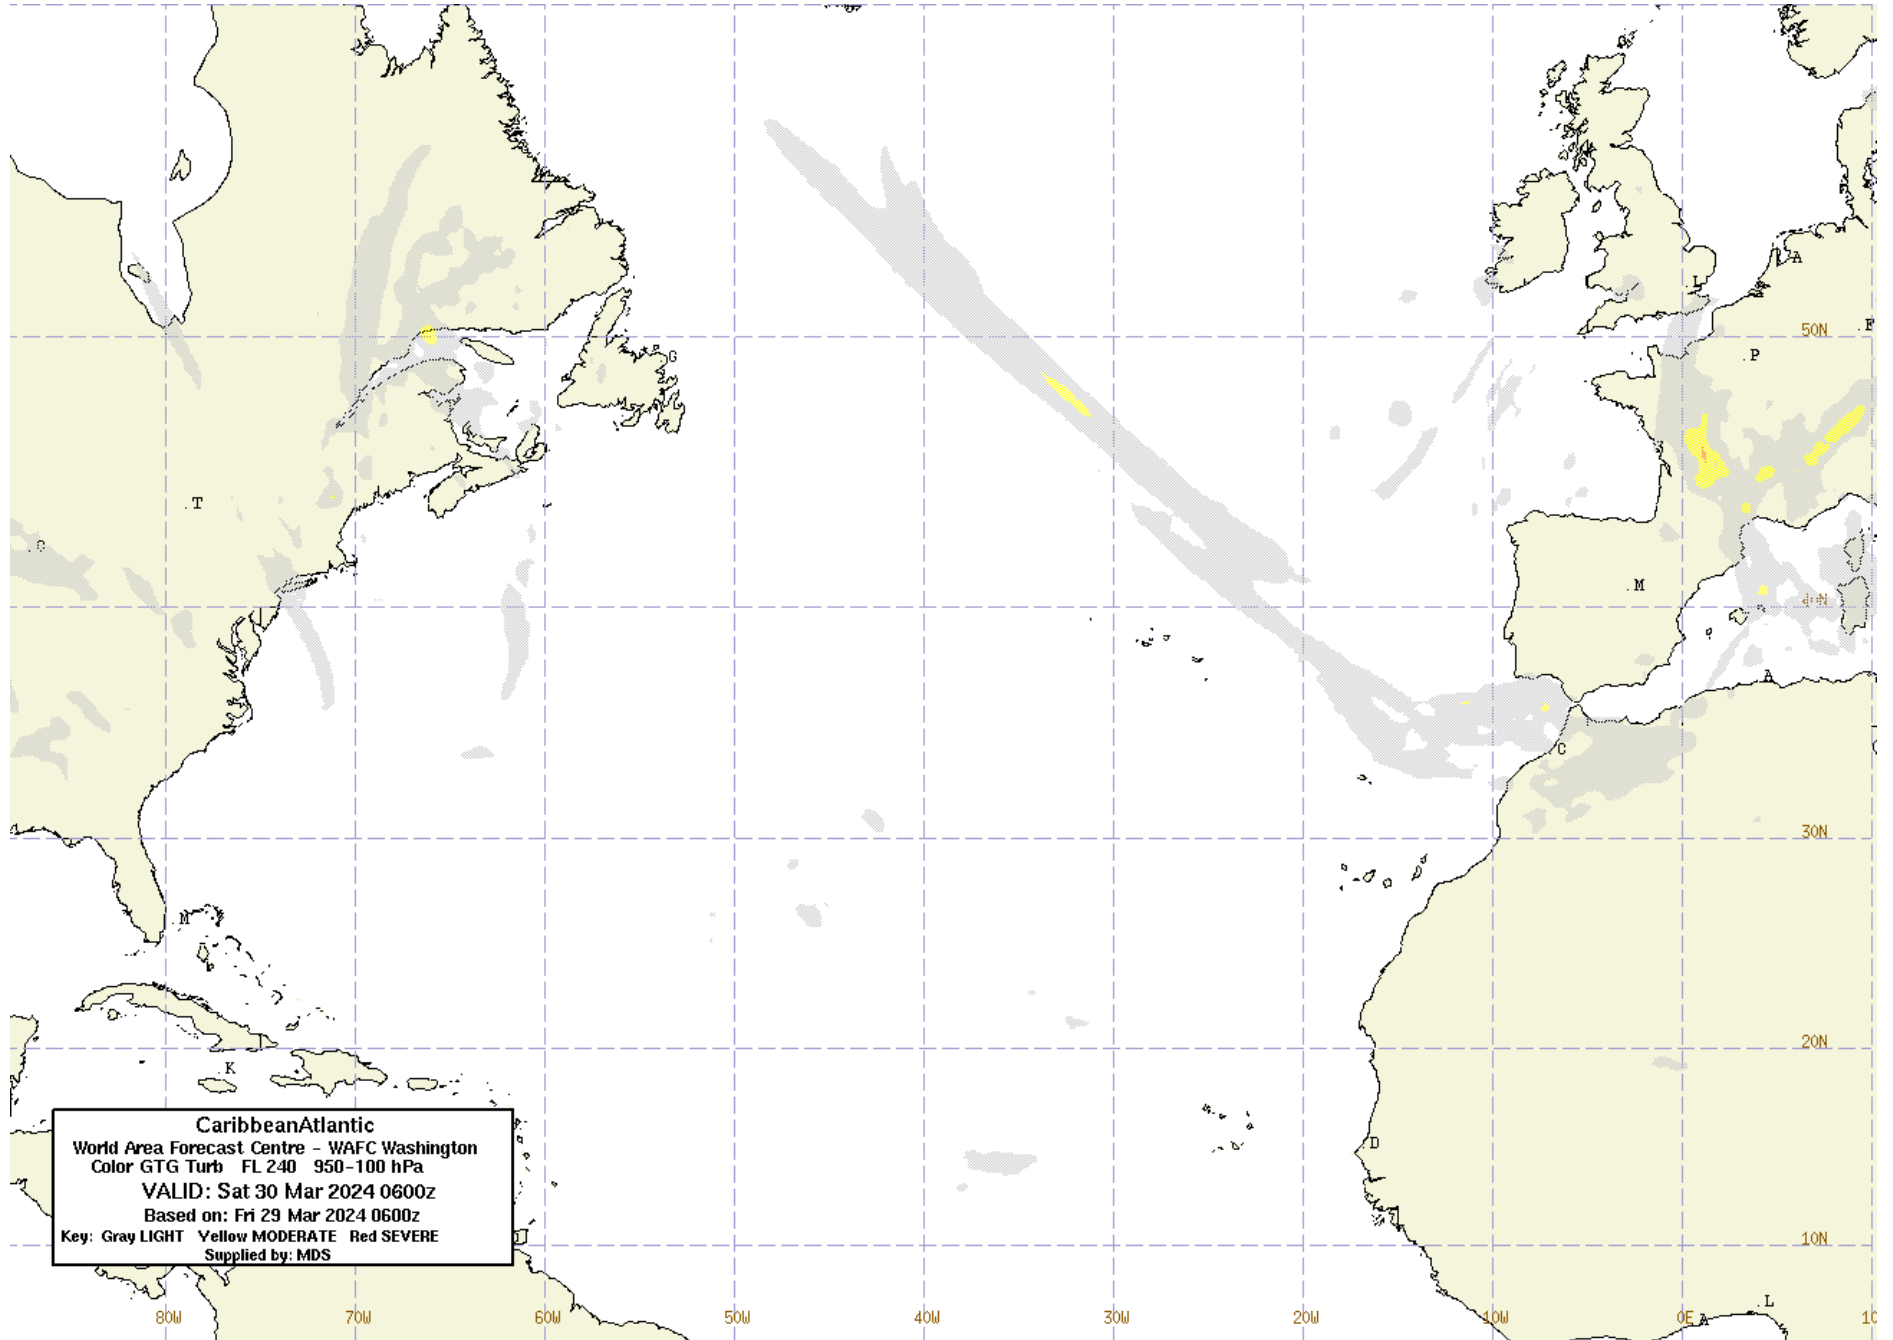 A
L
50N
F
P
G
T
C
M
40N
A
C
30N
M
20N
K
D
CaribbeanAtlantic
World Area Forecast Centre - WAFC Washington
Color GTG Turb FL 240 950-100 hPa
VALID: Sat 30 Mar 2024 0600z
Based on: Fri 29 Mar 2024 0600z
Key: Gray LIGHT Yellow MODERATE Red SEVERE
Supplied by: MDS
10N
L
80W 70W 60W 50W 40W 30W 20W 10W 0E A 10